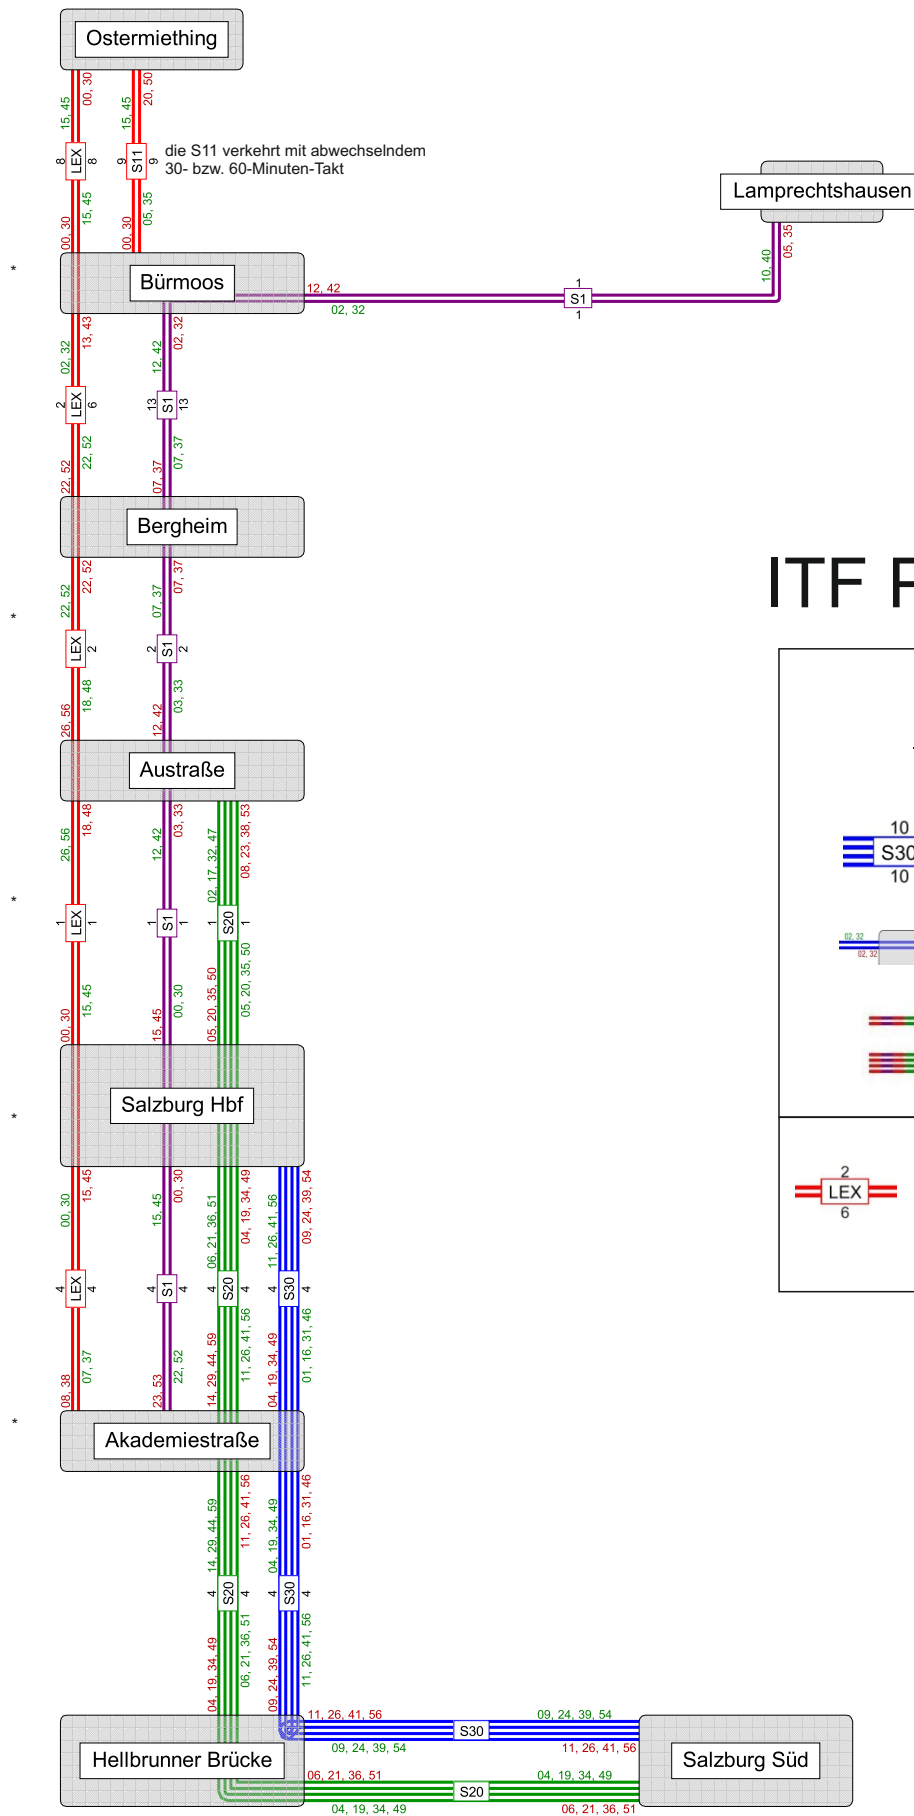 Ostermiething
15, 45
00, 30
15, 45
20, 50
8
LEX
8
9
S11
9
die S11 verkehrt mit abwechselndem
30- bzw. 60-Minuten-Takt
Lamprechtshausen
00, 30
15, 45
00, 30
05, 35
10, 40
05, 35
*
Bürmoos
12, 42
02, 32
1
S1
1
02, 32
13, 43
12, 42
02, 32
2
LEX
6
13
S1
13
22, 52
22, 52
07, 37
07, 37
Bergheim
ITF
22, 52
22, 52
07, 37
07, 37
*
LEX
2
2
S1
2
26, 56
18, 48
12, 42
03, 33
Austraße
26, 56
18, 48
12, 42
03, 33
02, 17, 32, 47
08, 23, 38, 53
10
S30
10
*
1
LEX
1
1
S1
1
1
S20
1
02, 32
02, 32
00, 30
15, 45
15, 45
00, 30
05, 20, 35, 50
05, 20, 35, 50
*
Salzburg Hbf
00, 30
15, 45
15, 45
00, 30
06, 21, 36, 51
04, 19, 34, 49
11, 26, 41, 56
09, 24, 39, 54
2
LEX
6
4
LEX
4
4
S1
4
4
S20
4
4
S30
4
08, 38
07, 37
23, 53
22, 52
14, 29, 44, 59
11, 26, 41, 56
04, 19, 34, 49
01, 16, 31, 46
*
Akademiestraße
14, 29, 44, 59
11, 26, 41, 56
04, 19, 34, 49
01, 16, 31, 46
4
S20
4
4
S30
4
04, 19, 34, 49
06, 21, 36, 51
09, 24, 39, 54
11, 26, 41, 56
11, 26, 41, 56
09, 24, 39, 54
S30
09, 24, 39, 54
11, 26, 41, 56
Hellbrunner Brücke
Salzburg Süd
06, 21, 36, 51
04, 19, 34, 49
S20
04, 19, 34, 49
06, 21, 36, 51